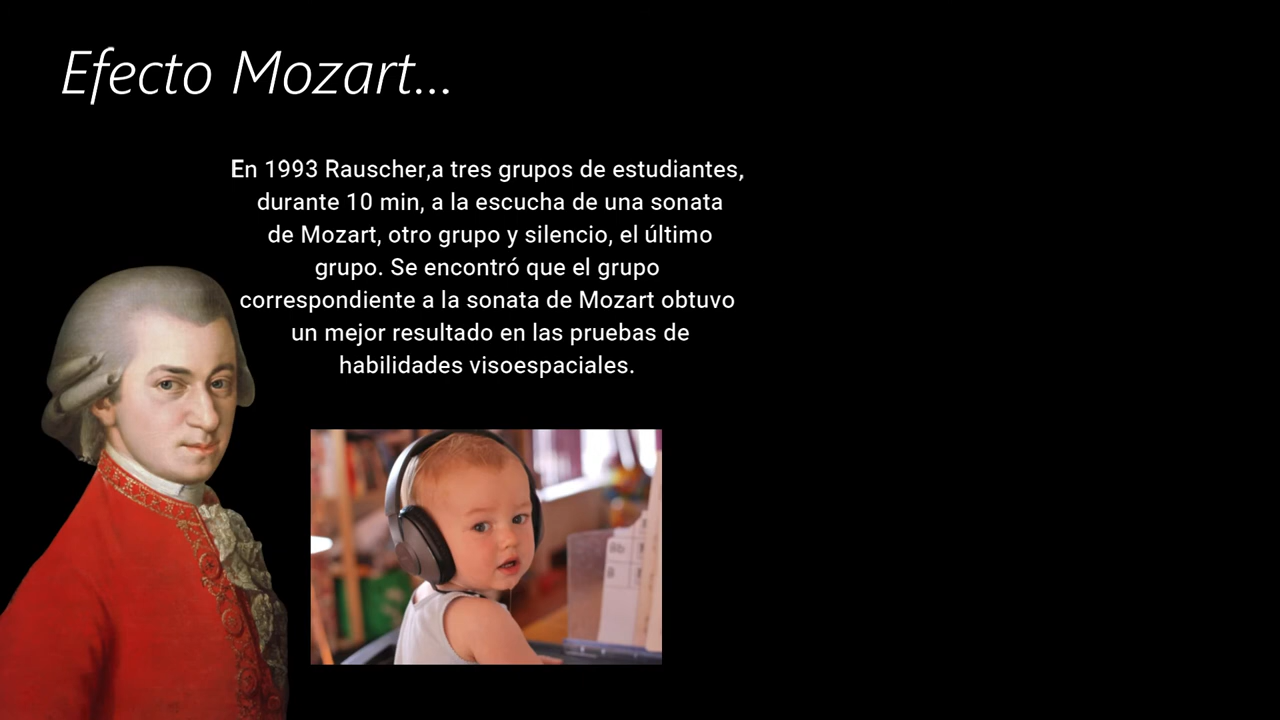 Efecto Mozart...
En 1993 Rauscher,a tres grupos de estudiantes,
durante 10 min, a la escucha de una sonata
de Mozart, otro grupo y silencio, el último
grupo. Se encontró que el grupo
correspondiente a la sonata de Mozart obtuvo
un mejor resultado en las pruebas de
habilidades visoespaciales.